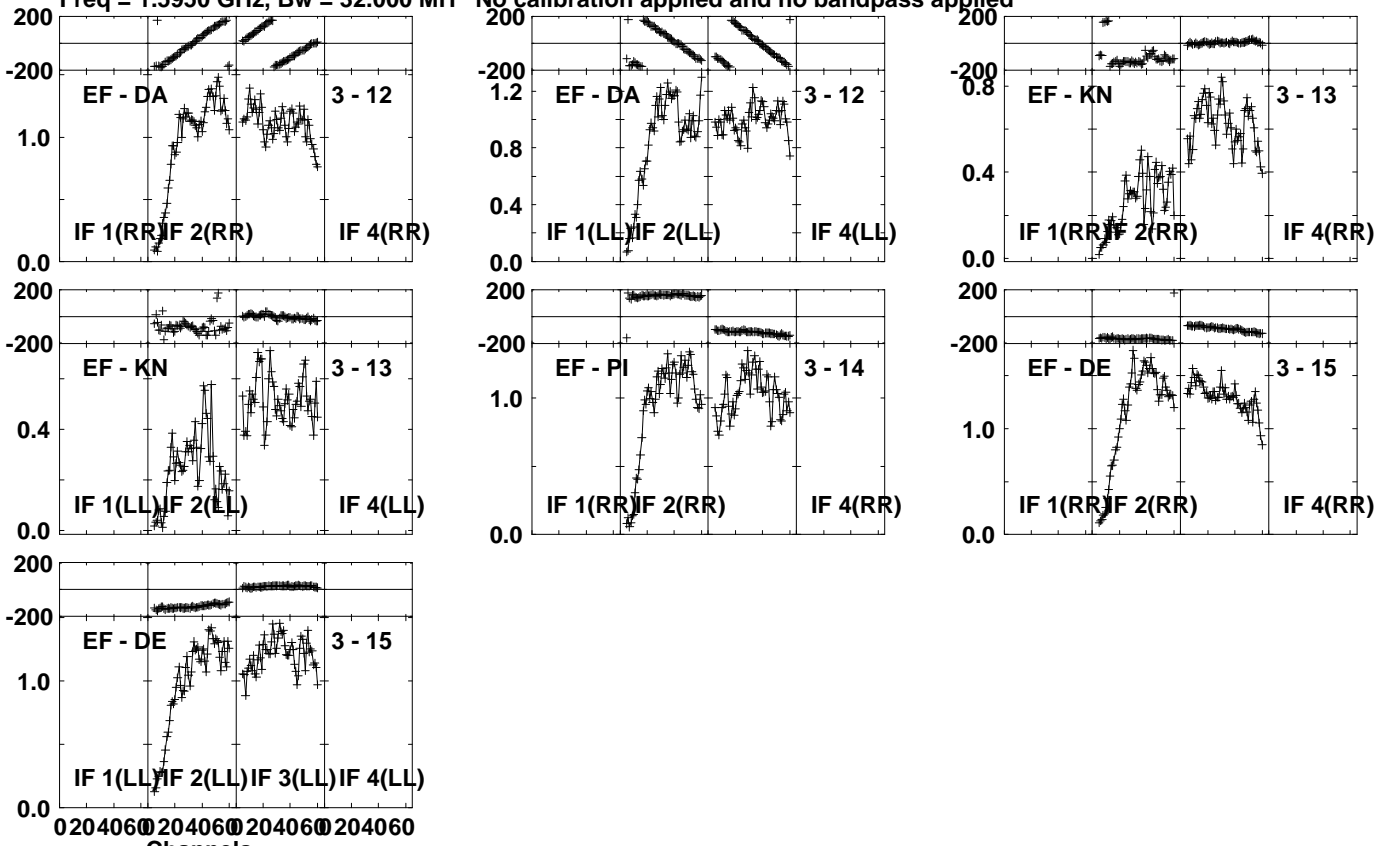 Freq = 1.5950 GHz, Bw = 32.000 MH No calibration applied and no bandpass applied
200
-200
EF - DA 3 - 12
1.0
IF 1(RR) IF 2(RR) IF 4(RR)
0.0
EF - DA 3 - 12
1.2
0.8
0.4
IF 1(LL) IF 2(LL) IF 4(LL)
0.0
200
-200
0.8
EF - KN 3 - 13
0.4
IF 1(RR) IF 2(RR) IF 4(RR)
0.0
200
-200
EF - KN 3 - 13
0.4
IF 1(LL) IF 2(LL) IF 4(LL)
0.0
200
-200
EF - PI 3 - 14
1.0
IF 1(RR) IF 2(RR) IF 4(RR)
0.0
200
-200
EF - DE 3 - 15
1.0
IF 1(RR) IF 2(RR) IF 4(RR)
0.0
200
-200
EF - DE 3 - 15
1.0
IF 1(LL) IF 2(LL) IF 3(LL) IF 4(LL)
0.0
0 20 40 60 0 20 40 60 0 20 40 60 0 20 40 60
Channels